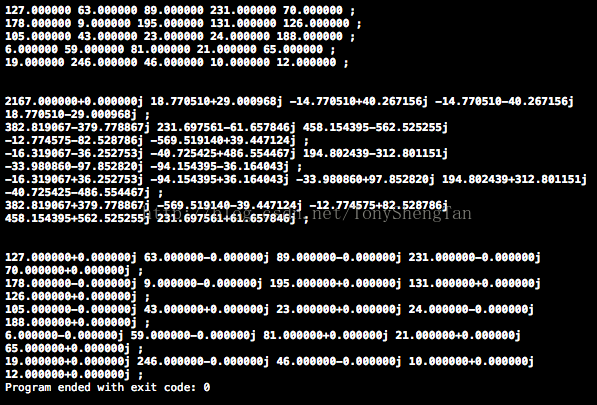 127.000000 63.000000 89.000000 231.000000 70.000000 ;
178.000000 9.000000 195.000000 131.000000 126.000000 ;
105.000000 43.000000 23.000000 24.000000 188.000000 ;
6.000000 59.000000 81.000000 21.000000 65.000000 ;
19.000000 246.000000 46.000000 10.000000 12.000000 ;
2167.000000+0.000000j 18.770510+29.000968j -14.770510+40.267156j -14.770510-40.267156j
18.770510-29.000968j ;
382.819067-379.778867j 231.697561-61.657846j 458.154395-562.525255j
-12.774575-82.528786j -569.519140+39.447124j ;
-16.319067-36.252753j -40.725425+486.554467j 194.802439-312.801151j
-33.980860-97.852820j -94.154395-36.164043j ;
-16.319067+36.252753j -94.154395+36.164043j -33.980860+97.852820j 194.802439+312.801151j
-40.725425-486.554467j ;
382.819067+379.778867j -569.519140-39.447124j -12.774575+82.528786j
458.154395+562.525255j 231.697561+61.657846j ;
http://blog.csdn.net/TonyShengTan
127.000000+0.000000j 63.000000-0.000000j 89.000000-0.000000j 231.000000-0.000000j
70.000000+0.000000j ;
178.000000-0.000000j 9.000000-0.000000j 195.000000+0.000000j 131.000000+0.000000j
126.000000+0.000000j ;
105.000000-0.000000j 43.000000+0.000000j 23.000000+0.000000j 24.000000-0.000000j
188.000000+0.000000j ;
6.000000-0.000000j 59.000000-0.000000j 81.000000+0.000000j 21.000000+0.000000j
65.000000+0.000000j ;
19.000000+0.000000j 246.000000-0.000000j 46.000000-0.000000j 10.000000+0.000000j
12.000000+0.000000j ;
Program ended with exit code: 0